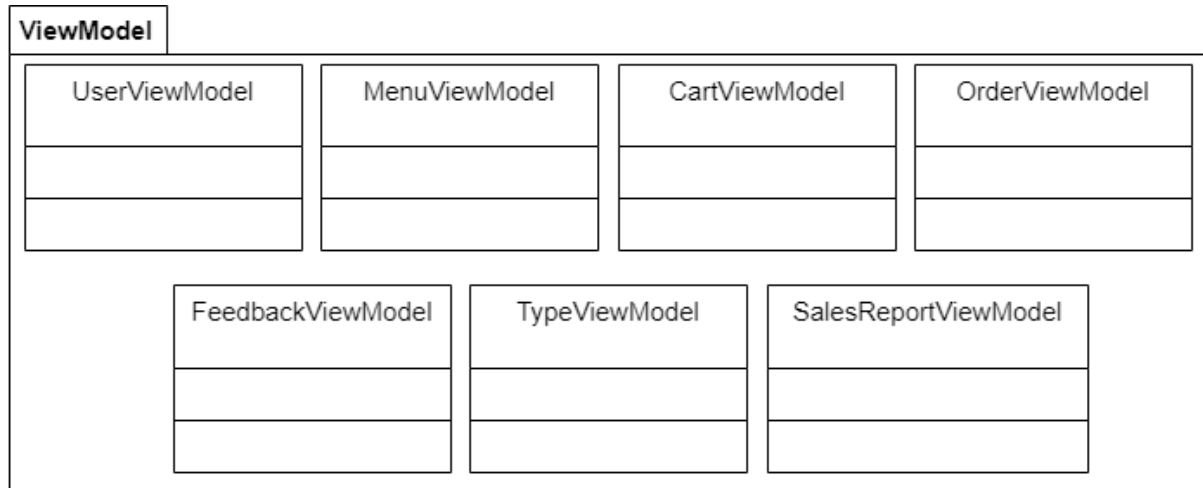 ViewModel
UserViewModel
MenuViewModel
CartViewModel
OrderViewModel
FeedbackViewModel
TypeViewModel
SalesReportViewModel